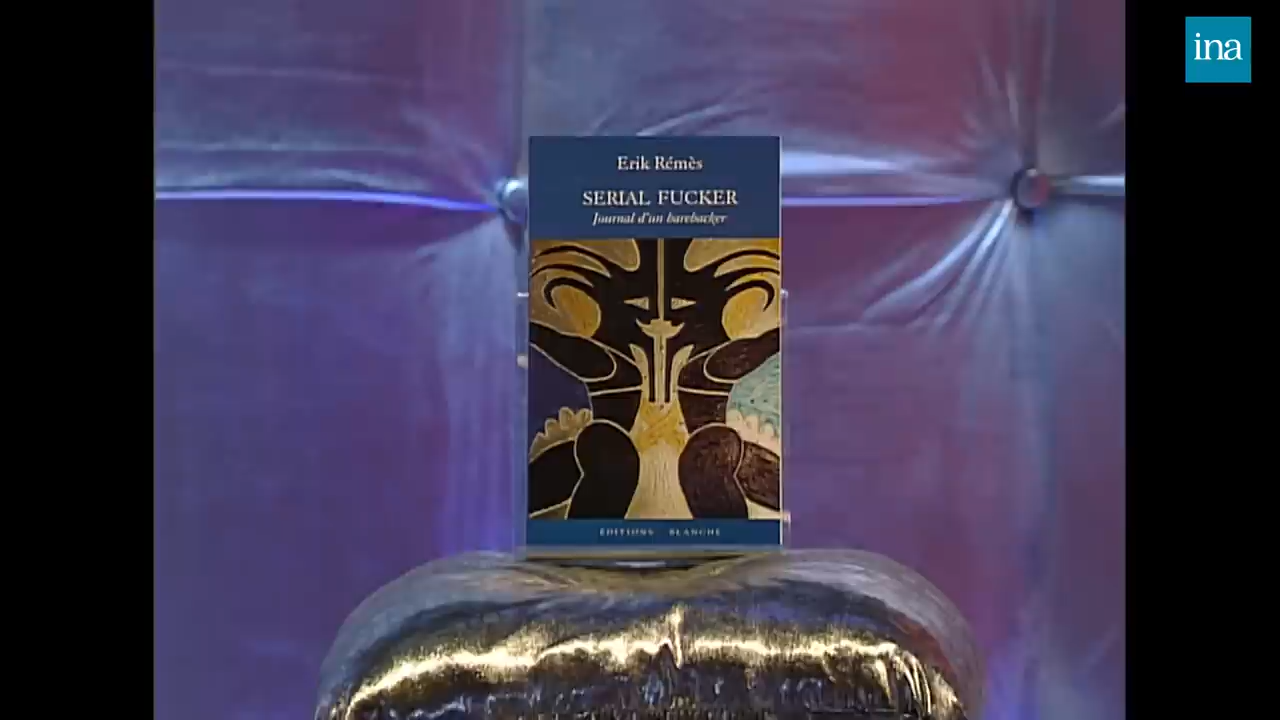 ina
Erik Rémès
SERIAL FUCKER
Journal d'un barebacker
EDITIONS BLANCHE